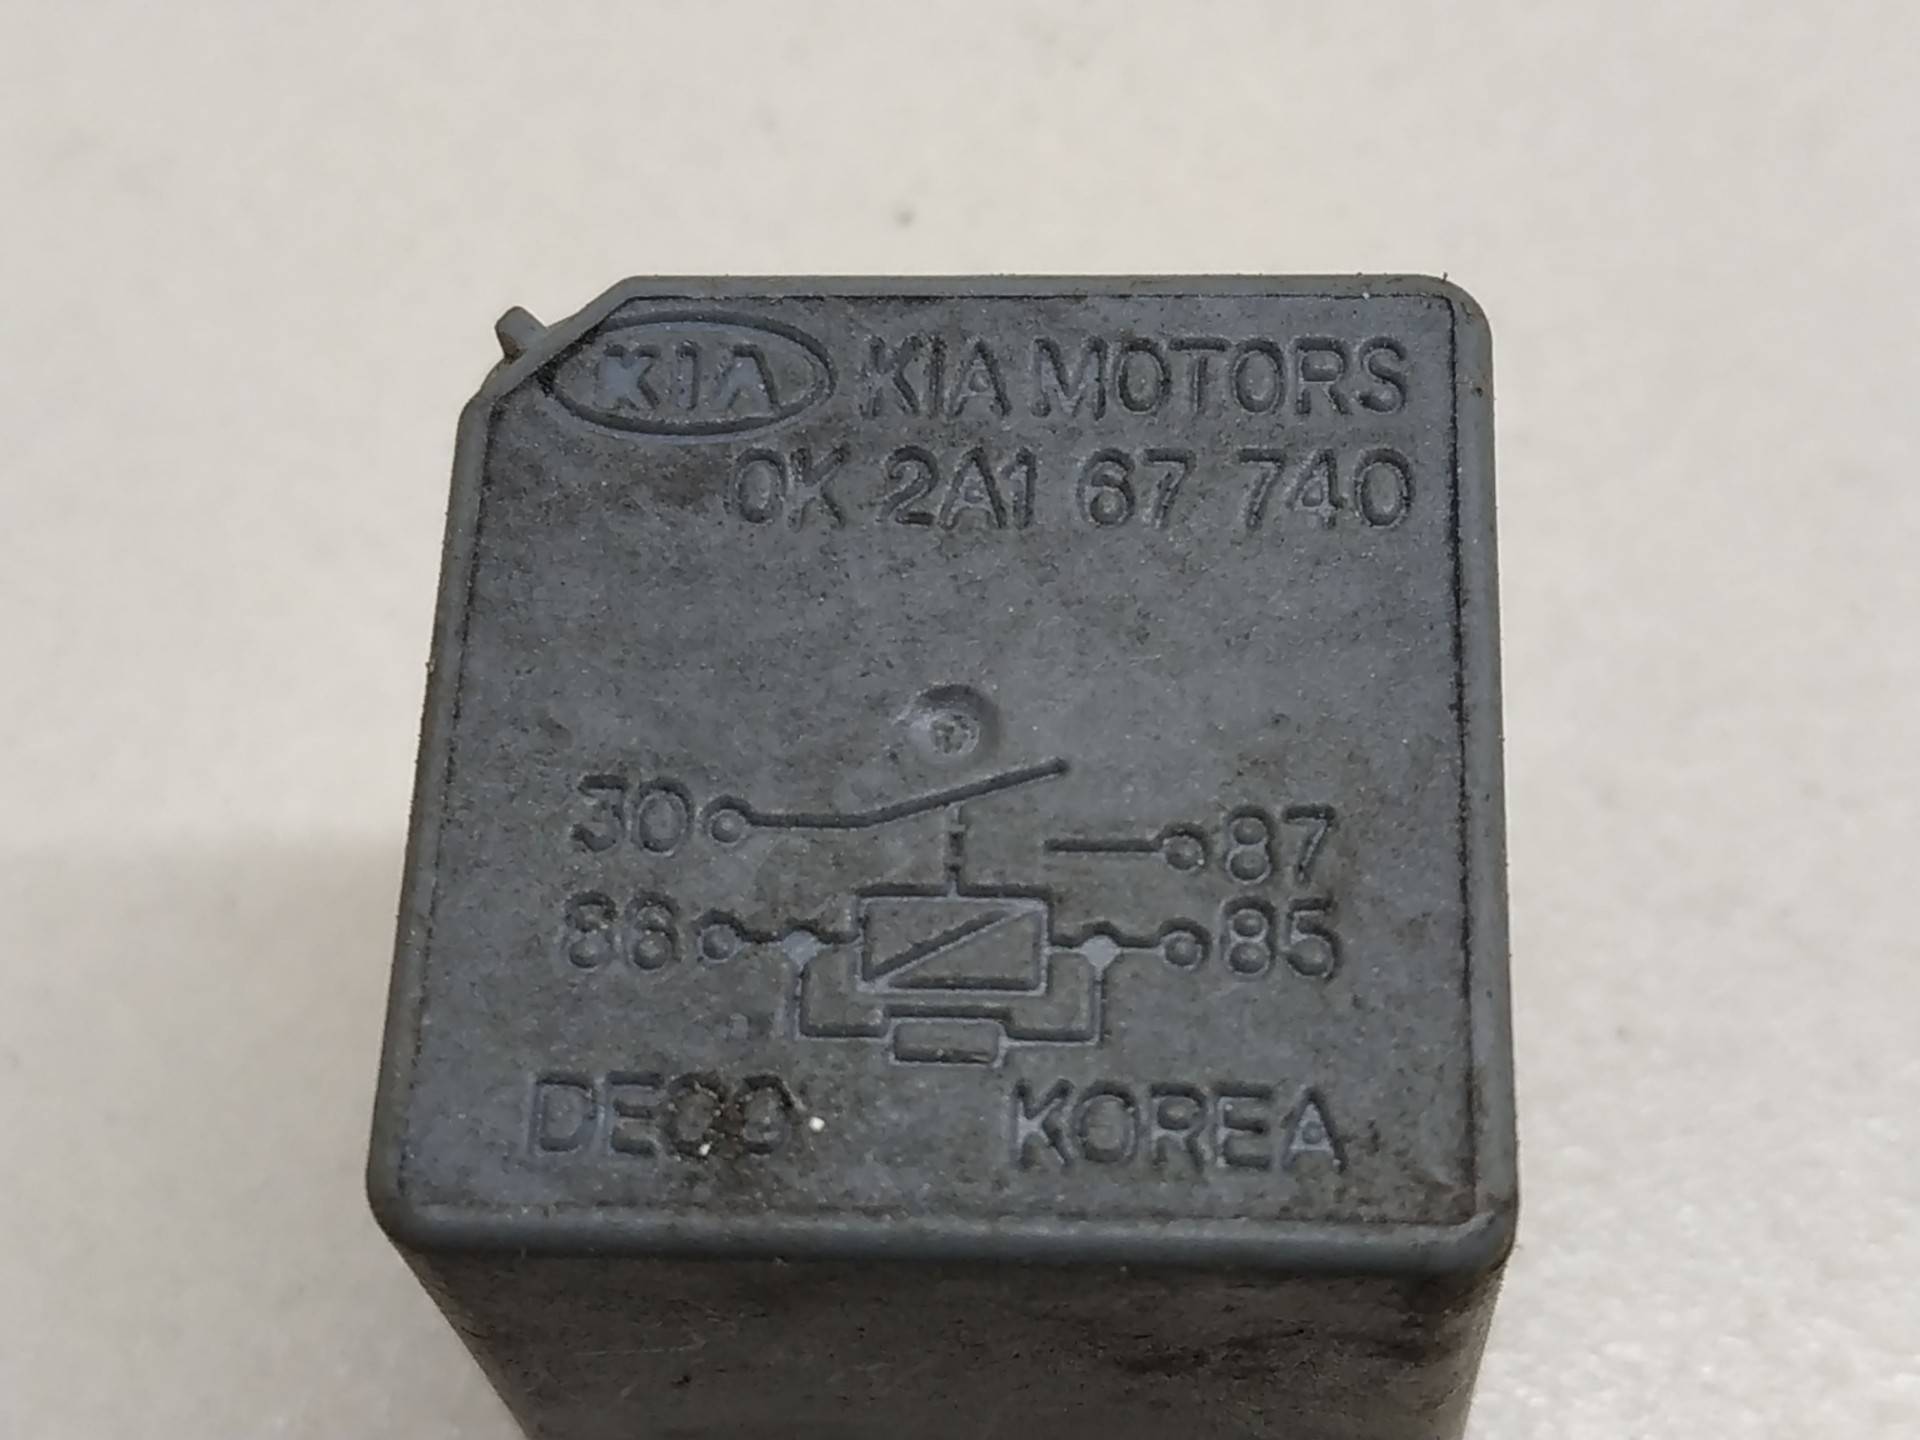 KIA KIA MOTORS
0K 2A1 67 740
30 87
86 85
DECO KOREA